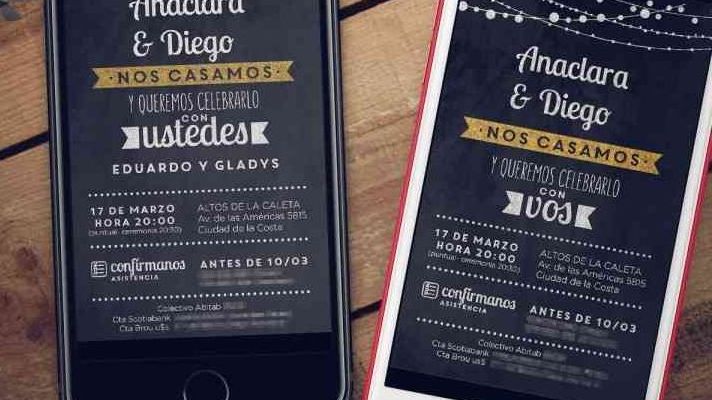 Anaclara
& Diego
·NOS CASAMOS·
Y QUEREMOS CELEBRARLO
CON
ustedes
EDUARDO Y GLADYS
17 DE MARZO
HORA 20:00
(puntual· ceremonia 20:30)
ALTOS DE LA CALETA
Av. de las Américas 5815
Ciudad de la Costa
confirmanos
ASISTENCIA
ANTES DE 10/03
Colectivo Abitab
Cta Scotiabank
Cta Brou u$s
Anaclara
& Diego
·NOS CASAMOS·
Y QUEREMOS CELEBRARLO
CON
vos
17 DE MARZO
HORA 20:00
(puntual· ceremonia 20:30)
ALTOS DE LA CALETA
Av. de las Américas 5815
Ciudad de la Costa
confirmanos
ASISTENCIA
ANTES DE 10/03
Colectivo Abitab
Cta Scotiabank
Cta Brou u$s